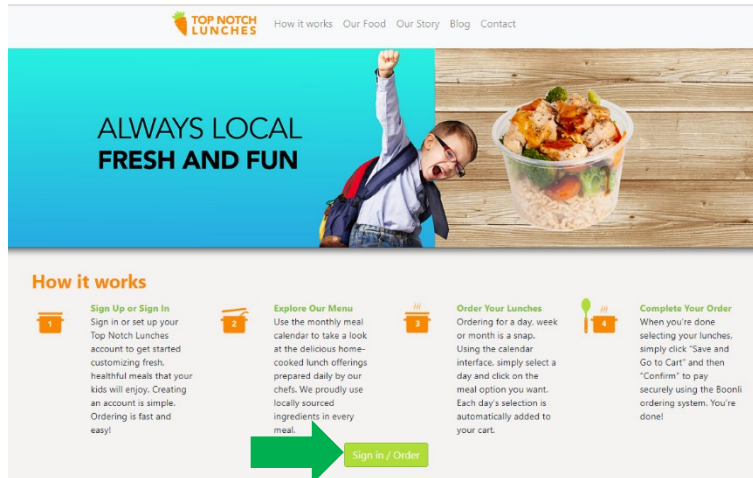 TOP NOTCH
LUNCHES
How it works Our Food Our Story Blog Contact
ALWAYS LOCAL
FRESH AND FUN
How it works
1
Sign Up or Sign In
Sign in or set up your
Top Notch Lunches
account to get started
customizing fresh,
healthful meals that your
kids will enjoy. Creating
an account is simple.
Ordering is fast and
easy!
2
Explore Our Menu
Use the monthly meal
calendar to take a look
at the delicious home-
cooked lunch offerings
prepared daily by our
chefs. We proudly use
locally sourced
ingredients in every
meal.
3
Order Your Lunches
Ordering for a day, week
or month is a snap.
Using the calendar
interface, simply select a
day and click on the
meal option you want.
Each day's selection is
automatically added to
your cart.
4
Complete Your Order
When you're done
selecting your lunches,
simply click "Save and
Go to Cart" and then
"Confirm" to pay
securely using the Boonli
ordering system. You're
done!
Sign in / Order